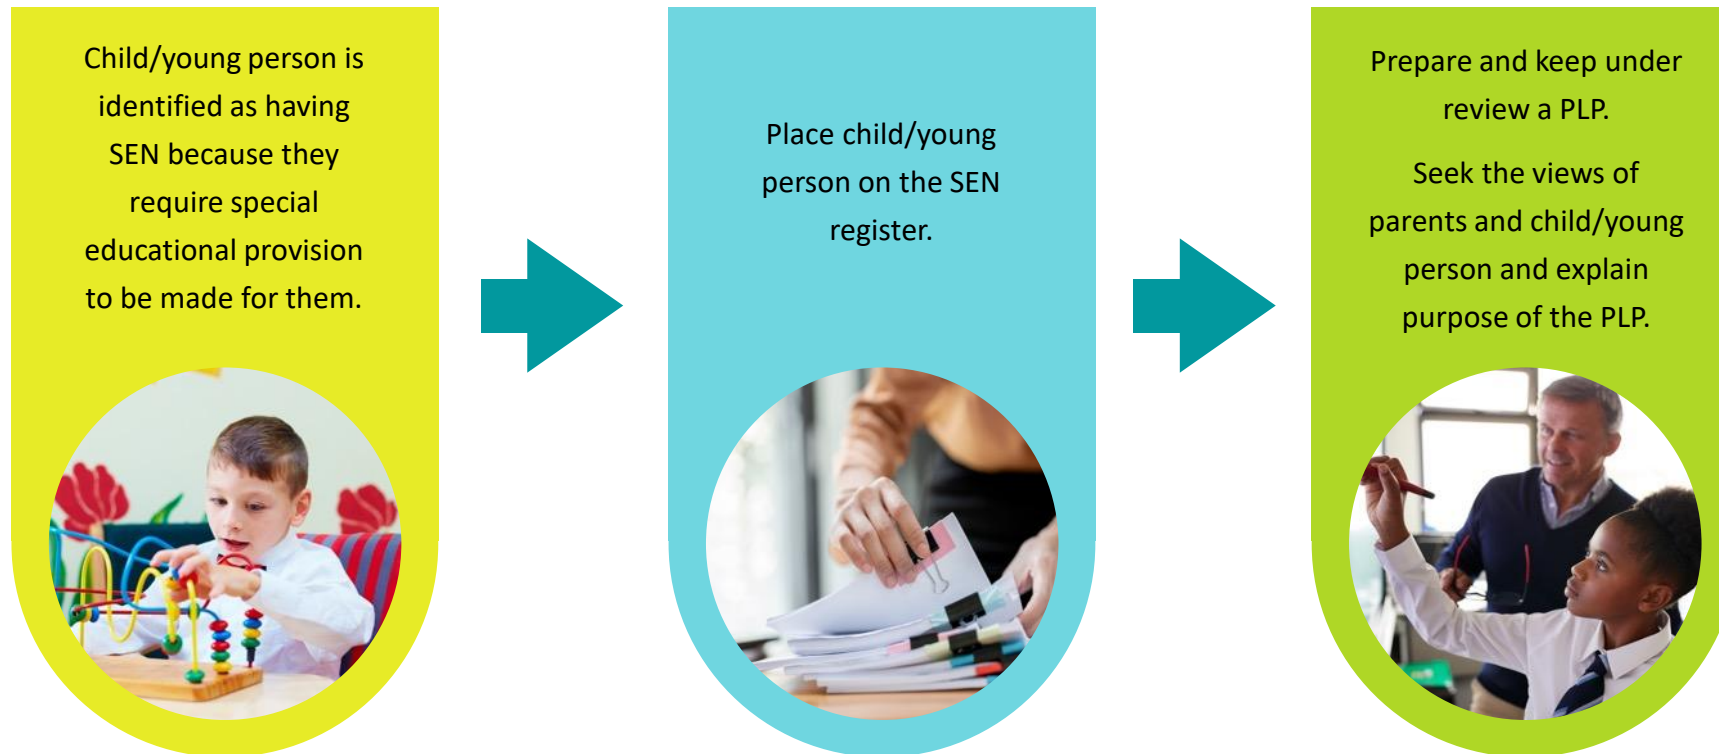 Child/young person is
identified as having
SEN because they
require special
educational provision
to be made for them.
Place child/young
person on the SEN
register.
Prepare and keep under
review a PLP.
Seek the views of
parents and child/young
person and explain
purpose of the PLP.